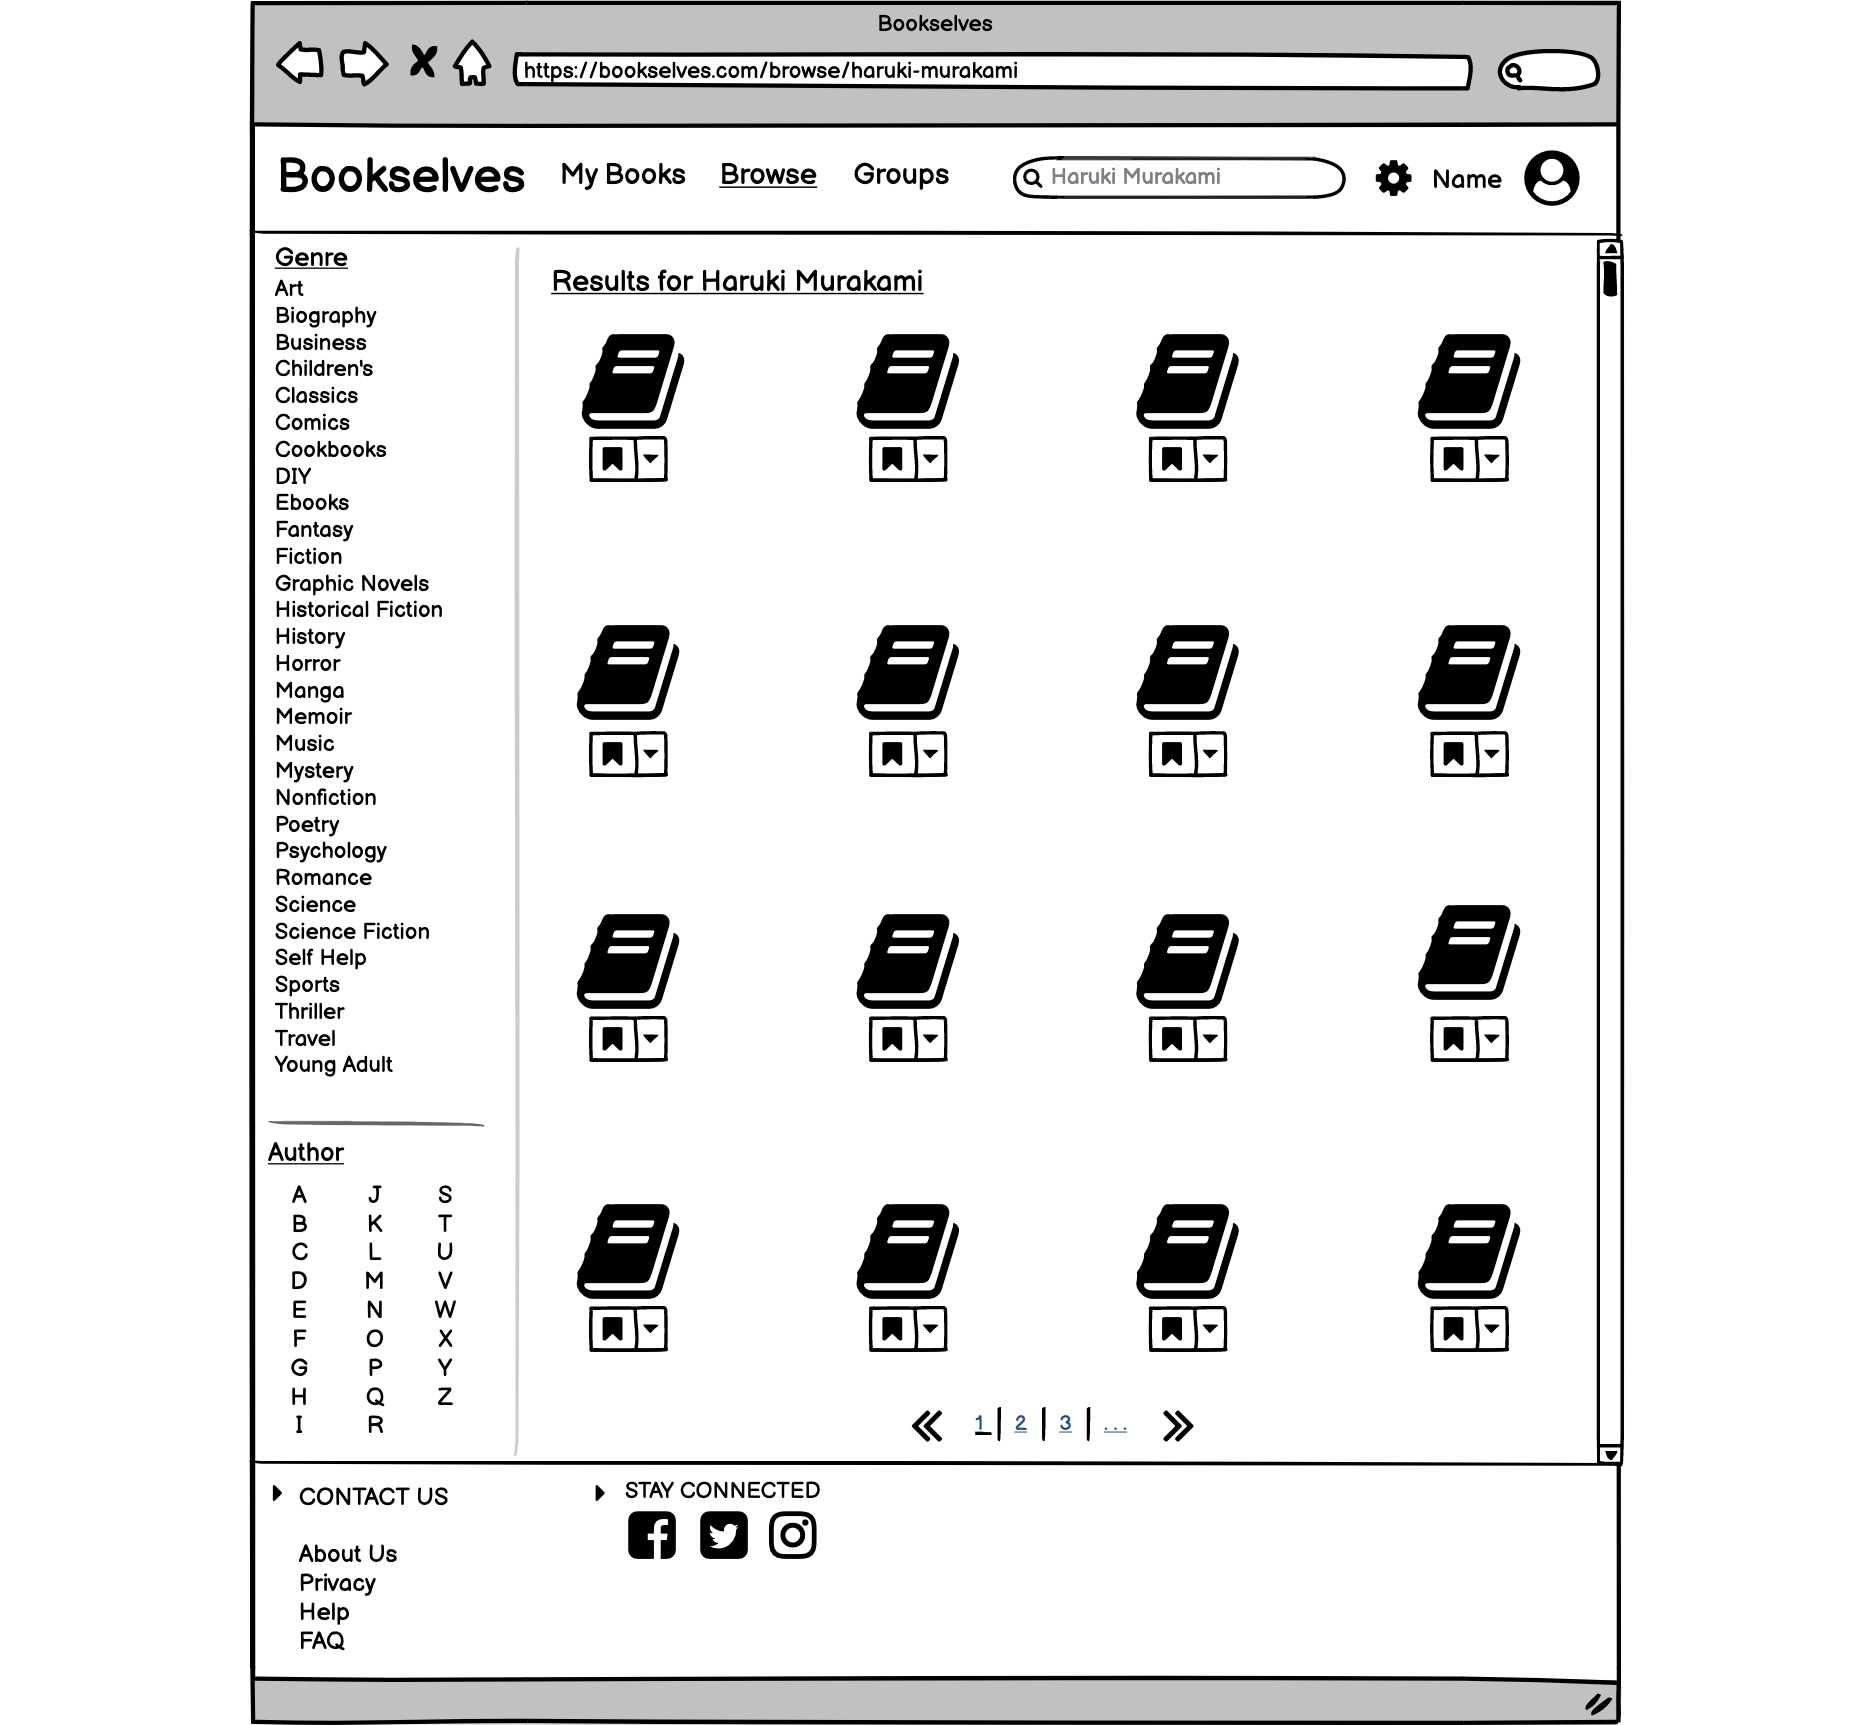 Bookselves
https://bookselves.com/browse/haruki-murakami
Bookselves My Books Browse Groups Haruki Murakami Name
Genre
Art
Biography
Business
Children's
Classics
Comics
Cookbooks
DIY
Ebooks
Fantasy
Fiction
Graphic Novels
Historical Fiction
History
Horror
Manga
Memoir
Music
Mystery
Nonfiction
Poetry
Psychology
Romance
Science
Science Fiction
Self Help
Sports
Thriller
Travel
Young Adult
Author
A J S
B K T
C L U
D M V
E N W
F O X
G P Y
H Q Z
I R
Results for Haruki Murakami
1 2 3 ...
CONTACT US
About Us
Privacy
Help
FAQ
STAY CONNECTED